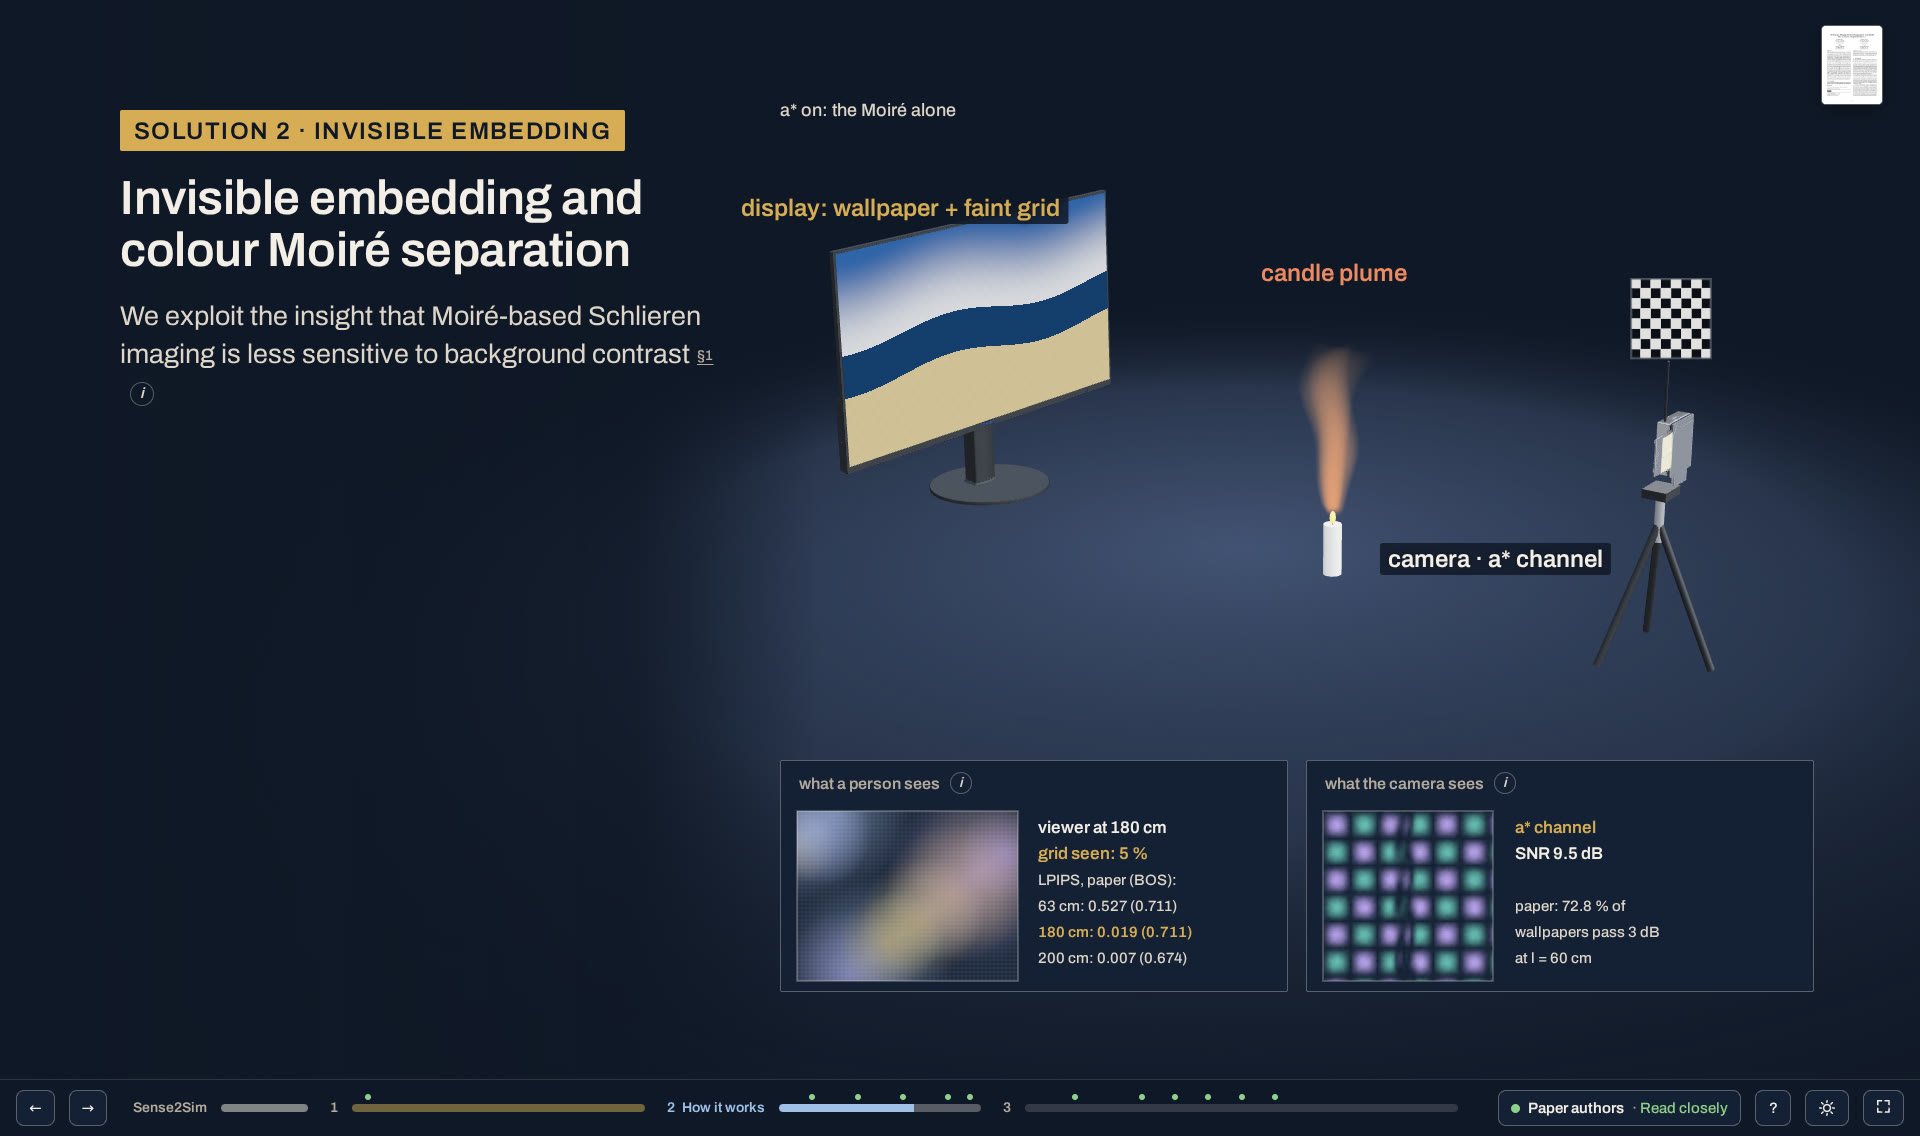 SOLUTION 2 · INVISIBLE EMBEDDING
Invisible embedding and
colour Moiré separation
We exploit the insight that Moiré-based Schlieren
imaging is less sensitive to background contrast §1
i
a* on: the Moiré alone
display: wallpaper + faint grid
candle plume
camera · a* channel
what a person sees i
viewer at 180 cm
grid seen: 5 %
LPIPS, paper (BOS):
63 cm: 0.527 (0.711)
180 cm: 0.019 (0.711)
200 cm: 0.007 (0.674)
what the camera sees i
a* channel
SNR 9.5 dB
paper: 72.8 % of
wallpapers pass 3 dB
at l = 60 cm
← → Sense2Sim 1 2 How it works 3 Paper authors · Read closely ?